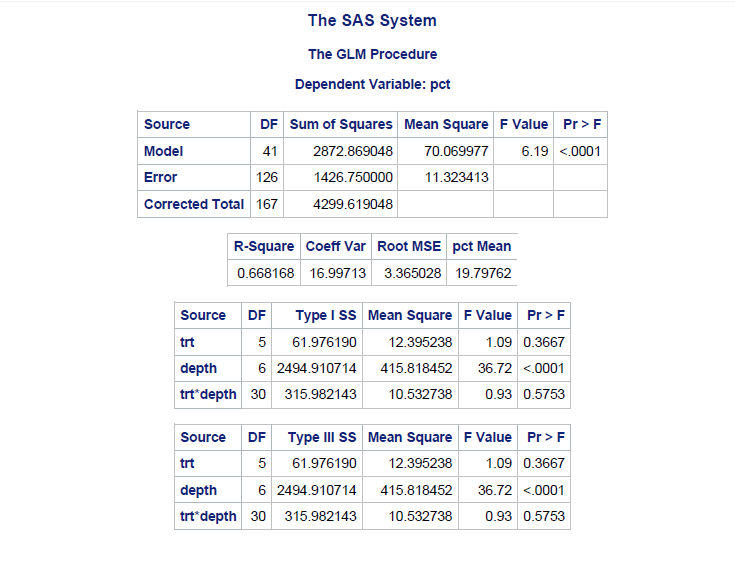 The SAS System
The GLM Procedure
Dependent Variable: pct
Source DF Sum of Squares Mean Square F Value Pr > F
Model 41 2872.869048 70.069977 6.19 <.0001
Error 126 1426.750000 11.323413
Corrected Total 167 4299.619048
R-Square Coeff Var Root MSE pct Mean
0.668168 16.99713 3.365028 19.79762
Source DF Type I SS Mean Square F Value Pr > F
trt 5 61.976190 12.395238 1.09 0.3667
depth 6 2494.910714 415.818452 36.72 <.0001
trt*depth 30 315.982143 10.532738 0.93 0.5753
Source DF Type III SS Mean Square F Value Pr > F
trt 5 61.976190 12.395238 1.09 0.3667
depth 6 2494.910714 415.818452 36.72 <.0001
trt*depth 30 315.982143 10.532738 0.93 0.5753